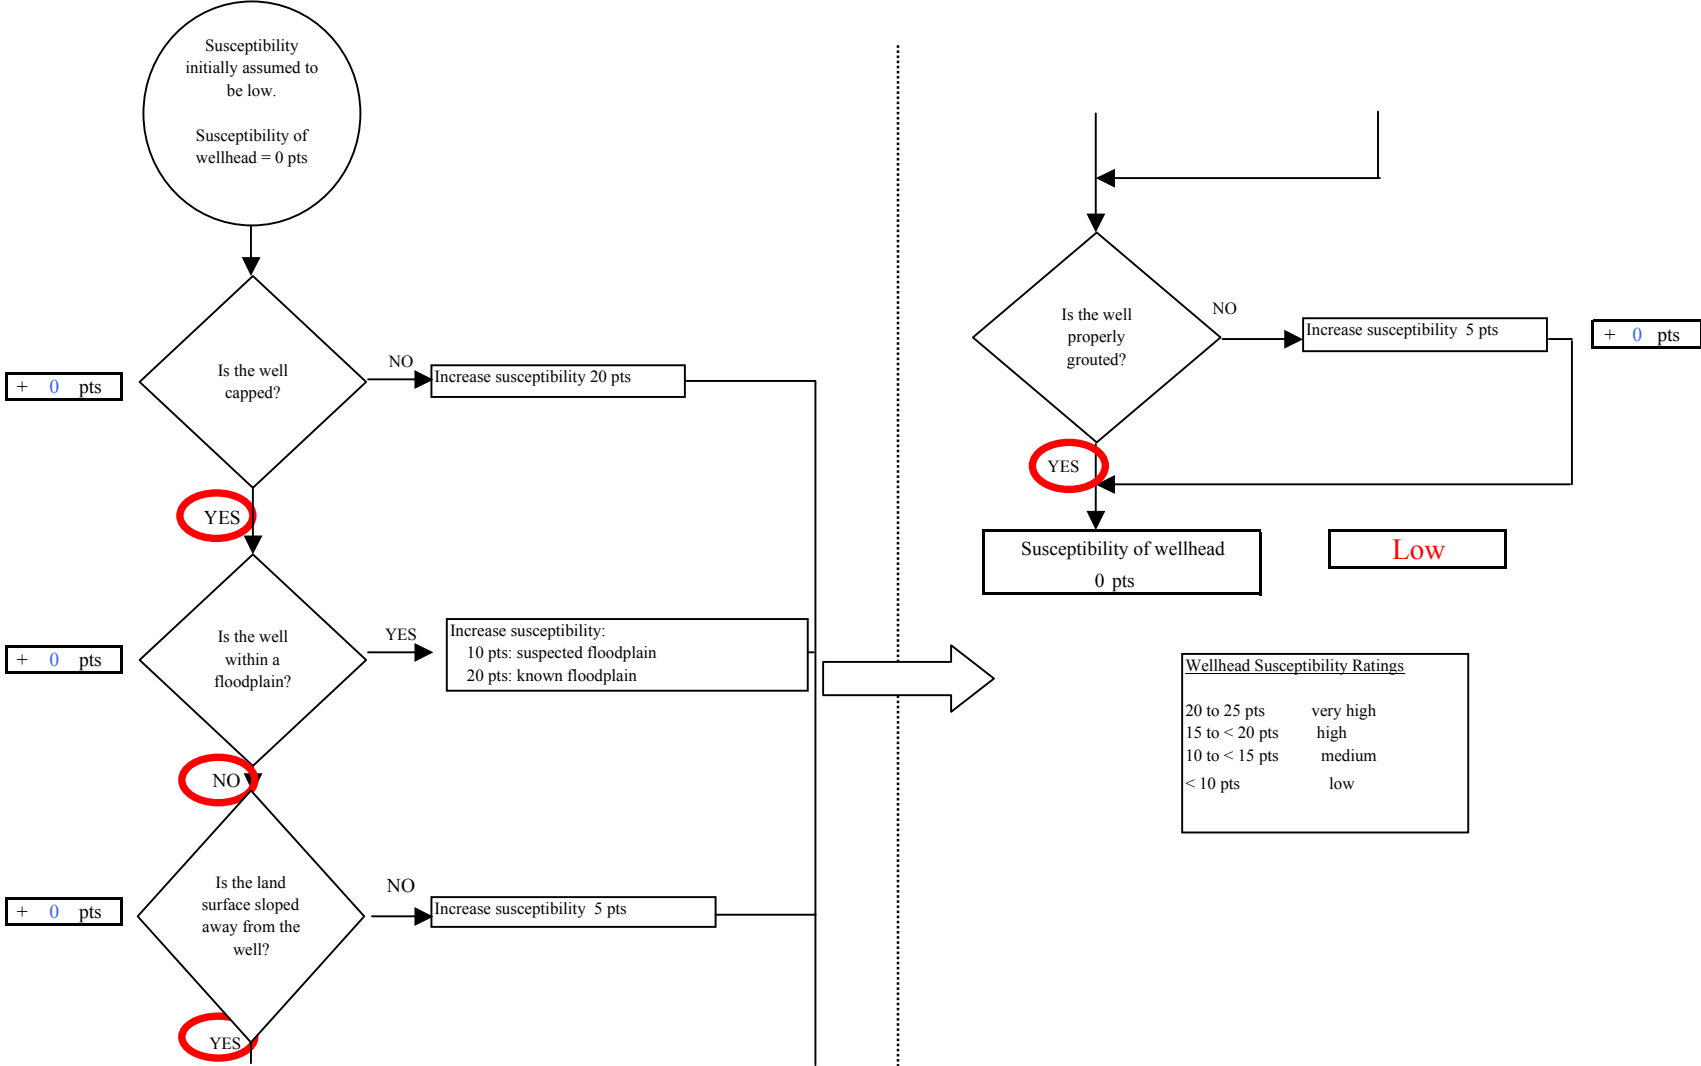 Susceptibility
initially assumed to
be low.
Susceptibility of
wellhead = 0 pts
Is the well
capped?
NO
Increase susceptibility 20 pts
+ 0 pts
YES
Is the well
within a
floodplain?
YES
Increase susceptibility:
10 pts: suspected floodplain
20 pts: known floodplain
+ 0 pts
NO
Is the land
surface sloped
away from the
well?
NO
Increase susceptibility 5 pts
+ 0 pts
YES
Is the well
properly
grouted?
NO
Increase susceptibility 5 pts
+ 0 pts
YES
Susceptibility of wellhead
0 pts
Low
Wellhead Susceptibility Ratings
20 to 25 pts very high
15 to < 20 pts high
10 to < 15 pts medium
< 10 pts low